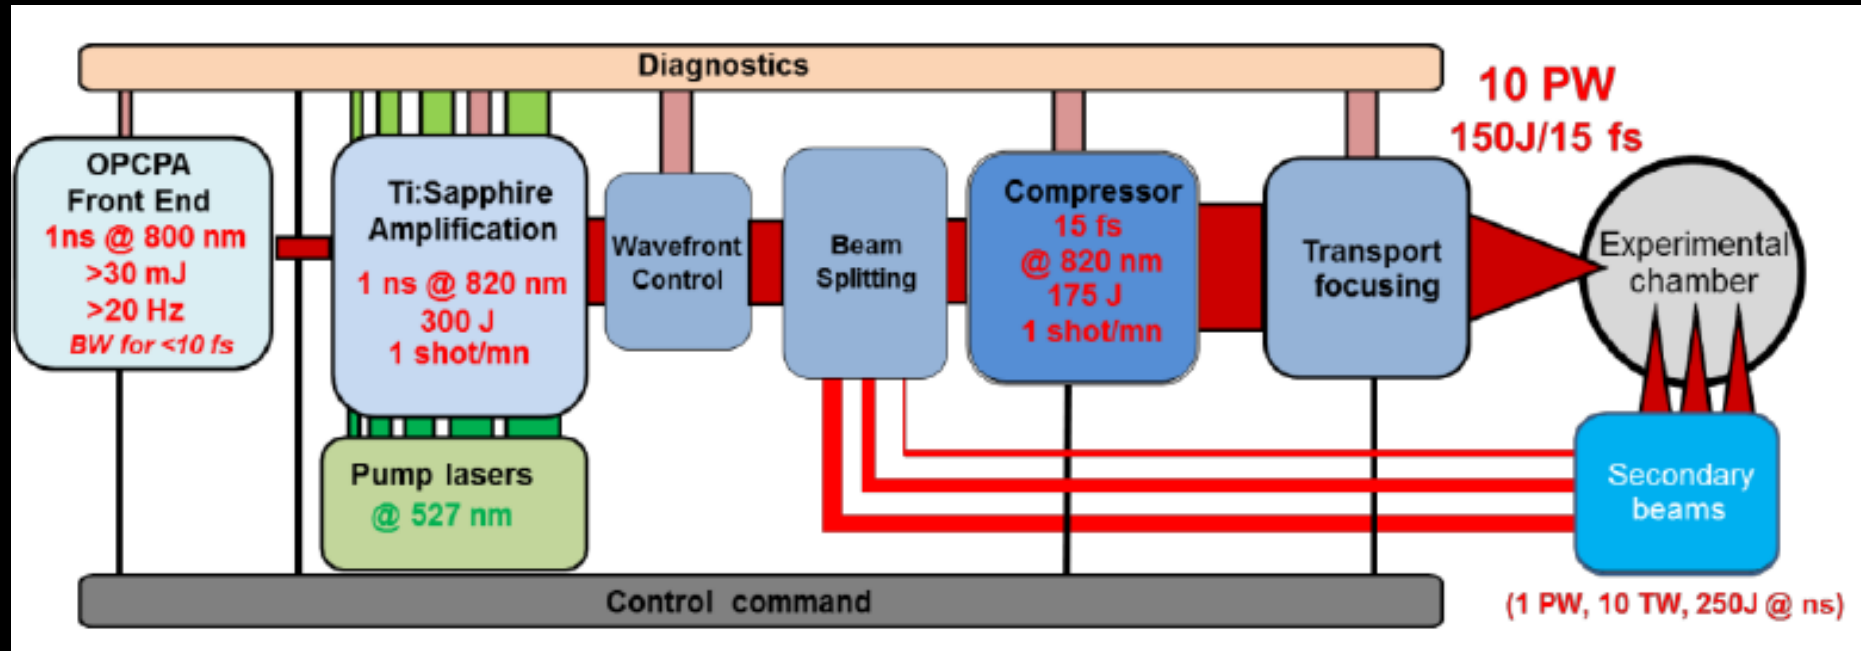 Diagnostics
10 PW
150J/15 fs
OPCPA
Front End
1ns @ 800 nm
>30 mJ
>20 Hz
BW for <10 fs
Ti:Sapphire
Amplification
1 ns @ 820 nm
300 J
1 shot/mn
Wavefront
Control
Beam
Splitting
Compressor
15 fs
@ 820 nm
175 J
1 shot/mn
Transport
focusing
Experimental
chamber
Pump lasers
@ 527 nm
Secondary
beams
(1 PW, 10 TW, 250J @ ns)
Control command